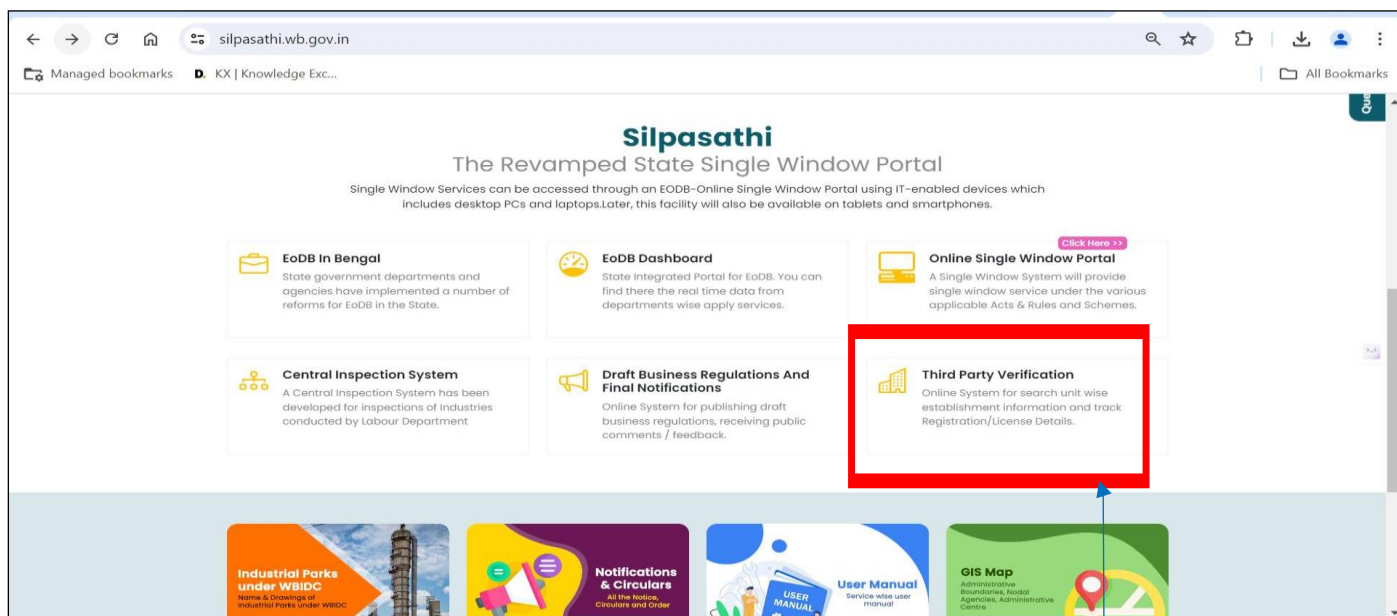 silpasathi.wb.gov.in
Managed bookmarks
D. KX | Knowledge Exc...
All Bookmarks
Que
Silpasathi
The Revamped State Single Window Portal
Single Window Services can be accessed through an EODB-Online Single Window Portal using IT-enabled devices which
includes desktop PCs and laptops.Later, this facility will also be available on tablets and smartphones.
EoDB In Bengal
State government departments and
agencies have implemented a number of
reforms for EoDB in the State.
EoDB Dashboard
State Integrated Portal for EoDB. You can
find there the real time data from
departments wise apply services.
Click Here >>
Online Single Window Portal
A Single Window System will provide
single window service under the various
applicable Acts & Rules and Schemes.
Central Inspection System
A Central Inspection System has been
developed for inspections of Industries
conducted by Labour Department
Draft Business Regulations And
Final Notifications
Online System for publishing draft
business regulations, receiving public
comments / feedback.
Third Party Verification
Online System for search unit wise
establishment information and track
Registration/License Details.
Industrial Parks
under WBIDC
Name & Drawings of
Industrial Parks under WBIDC
Notifications
& Circulars
All the Notice,
Circulars and Order
USER
MANUAL
User Manual
Service wise user
manual
GIS Map
Administrative
Boundaries, Nodal
Agencies, Administrative
Centre